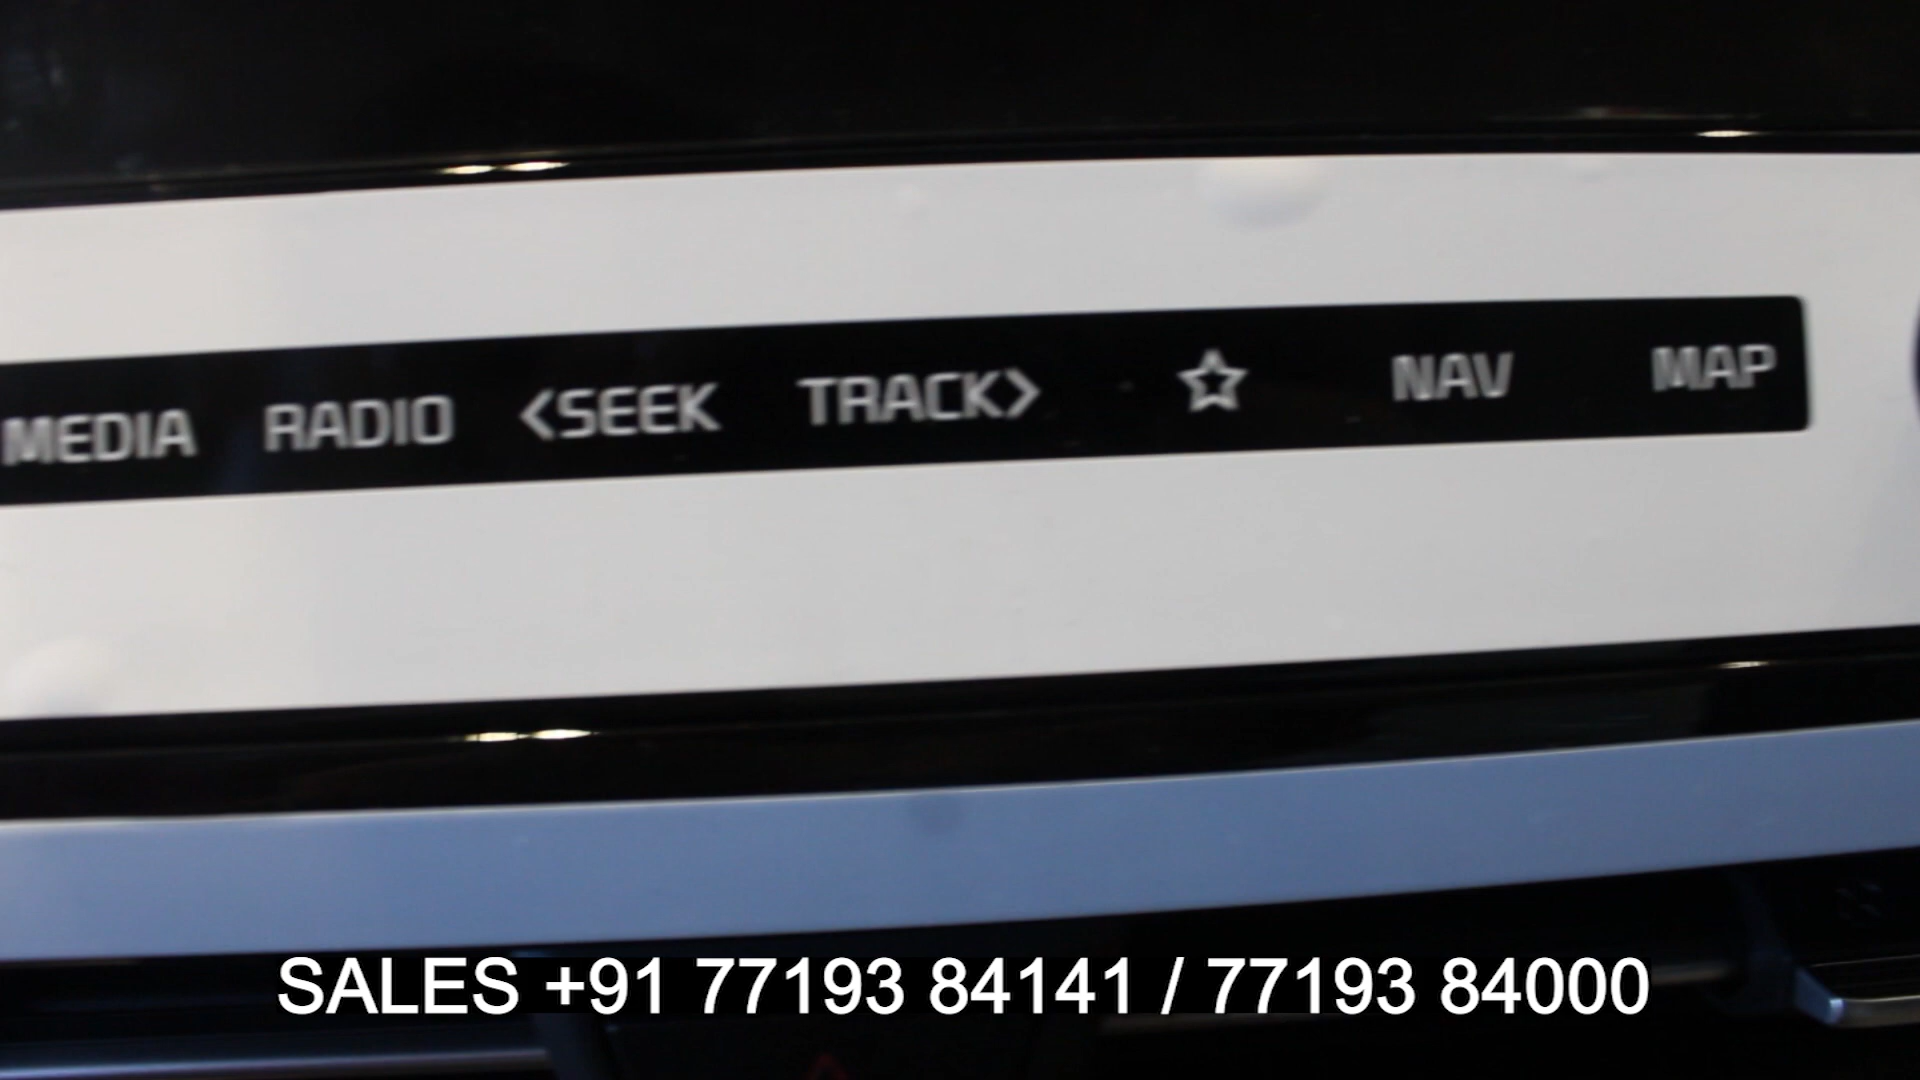 MEDIA RADIO <SEEK TRACK> ☆ NAV MAP
SALES +91 77193 84141 / 77193 84000